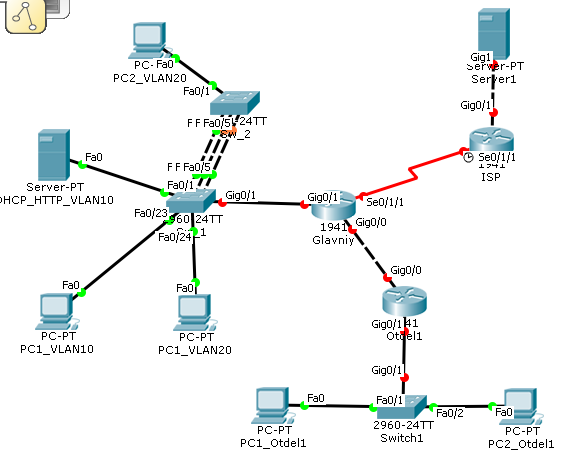 Fa0
PC2_VLAN20
Fa0/1
-24TT
Fa0/5
_2
Gig1
Server-PT
Server1
Gig0/1
1941
Se0/1/1
ISP
Fa0
Server-PT
DHCP_HTTP_VLAN10
F F Fa0/5
Fa0/1
Gig0/1
Gig0/1
Se0/1/1
Fa0/23
960-24TT
Fa0/24
_1
1941
Glavniy
Gig0/0
Gig0/0
Fa0
PC-PT
PC1_VLAN10
Fa0
PC-PT
PC1_VLAN20
Gig0/1
41
Otdel1
Gig0/1
Fa0
PC-PT
PC1_Otdel1
Fa0/1
2960-24TT
Switch1
Fa0/2
Fa0
PC-PT
PC2_Otdel1